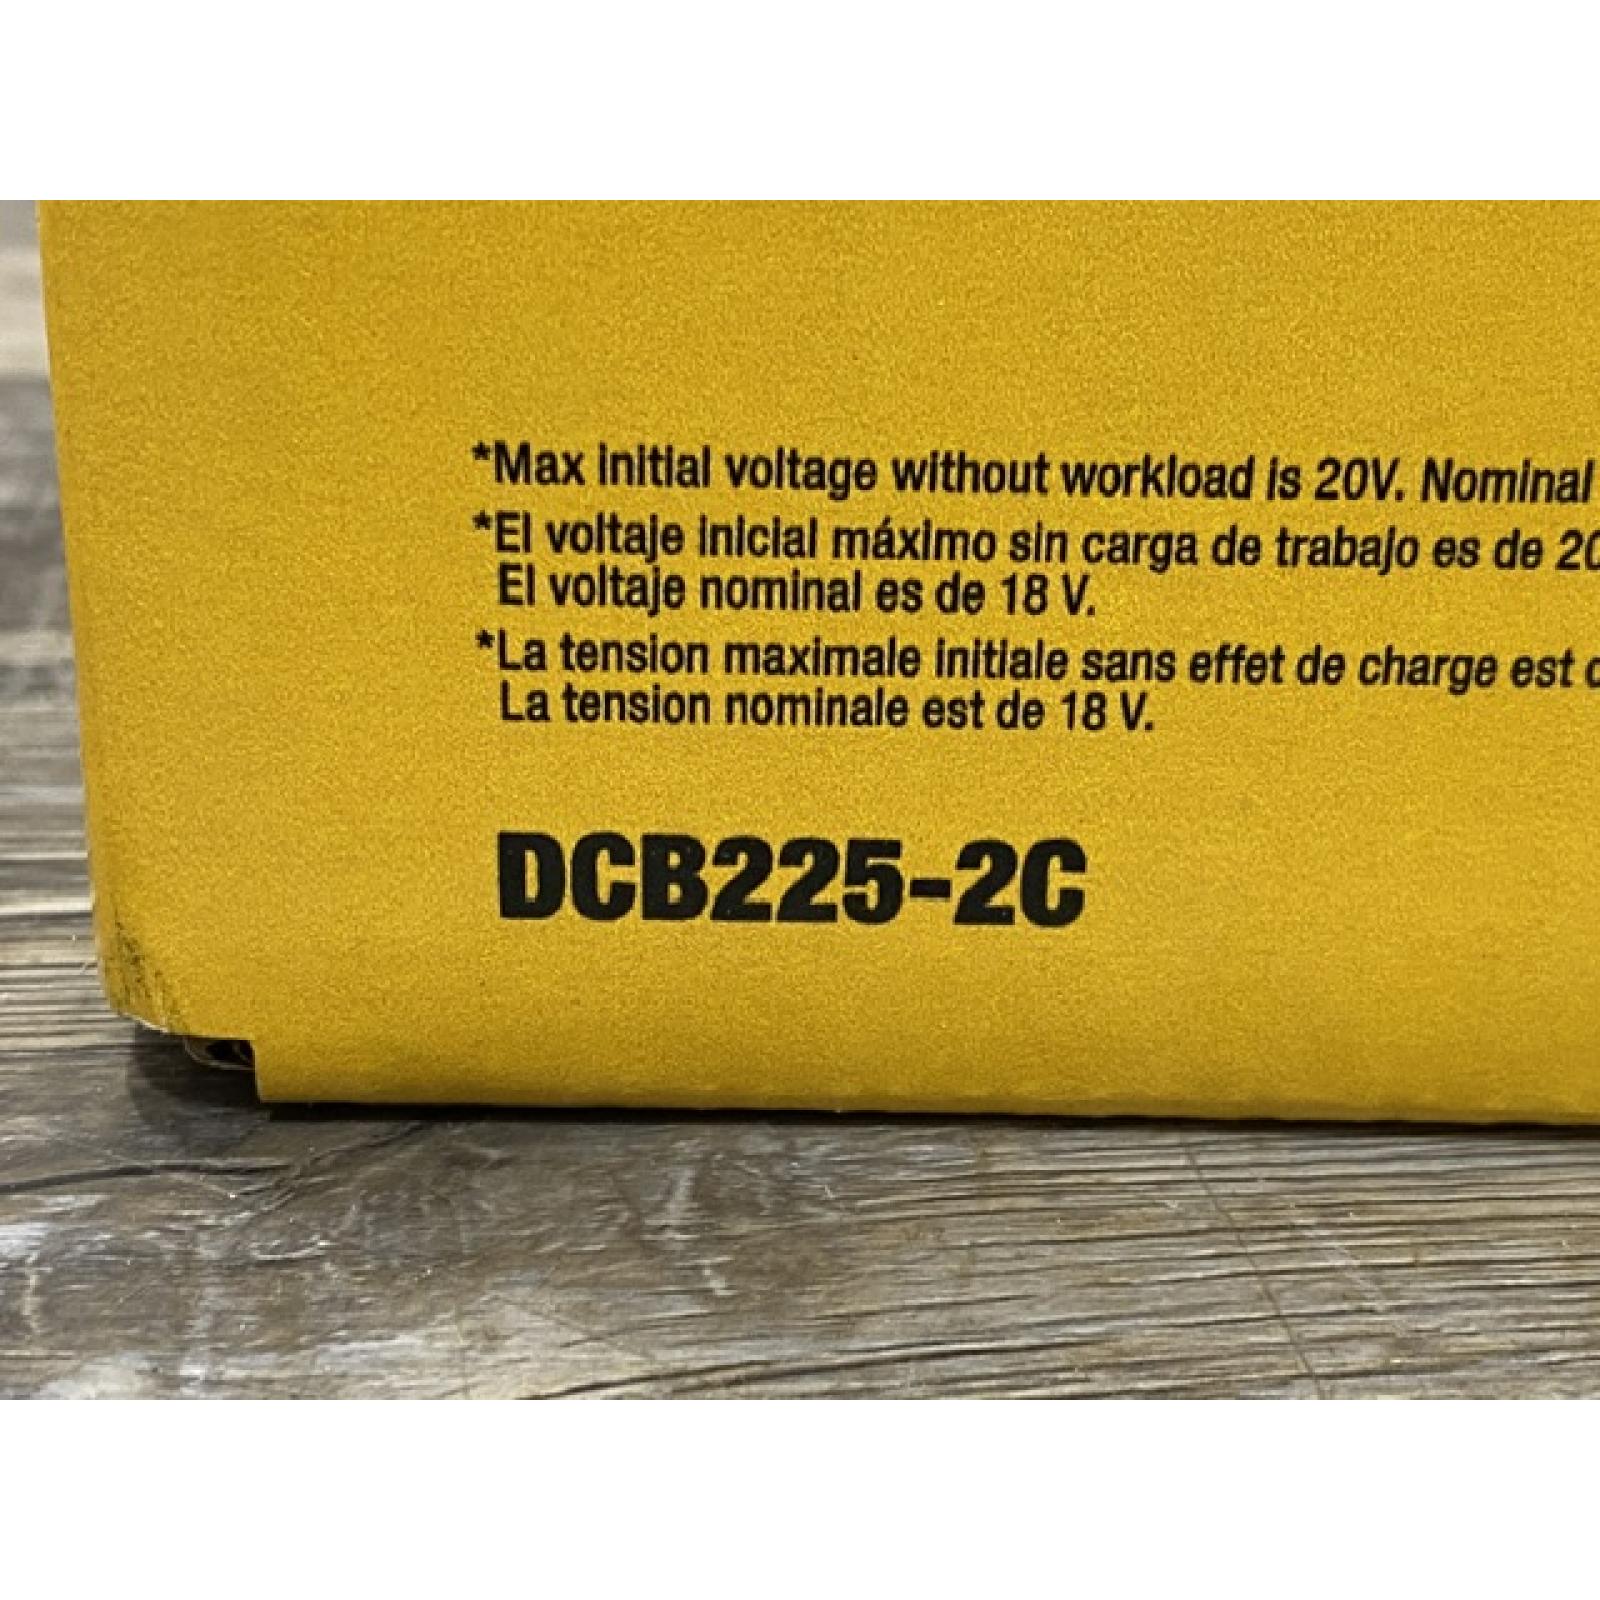 *Max initial voltage without workload is 20V. Nominal
*El voltaje inicial máximo sin carga de trabajo es de 20
El voltaje nominal es de 18 V.
*La tension maximale initiale sans effet de charge est
La tension nominale est de 18 V.
DCB225-2C